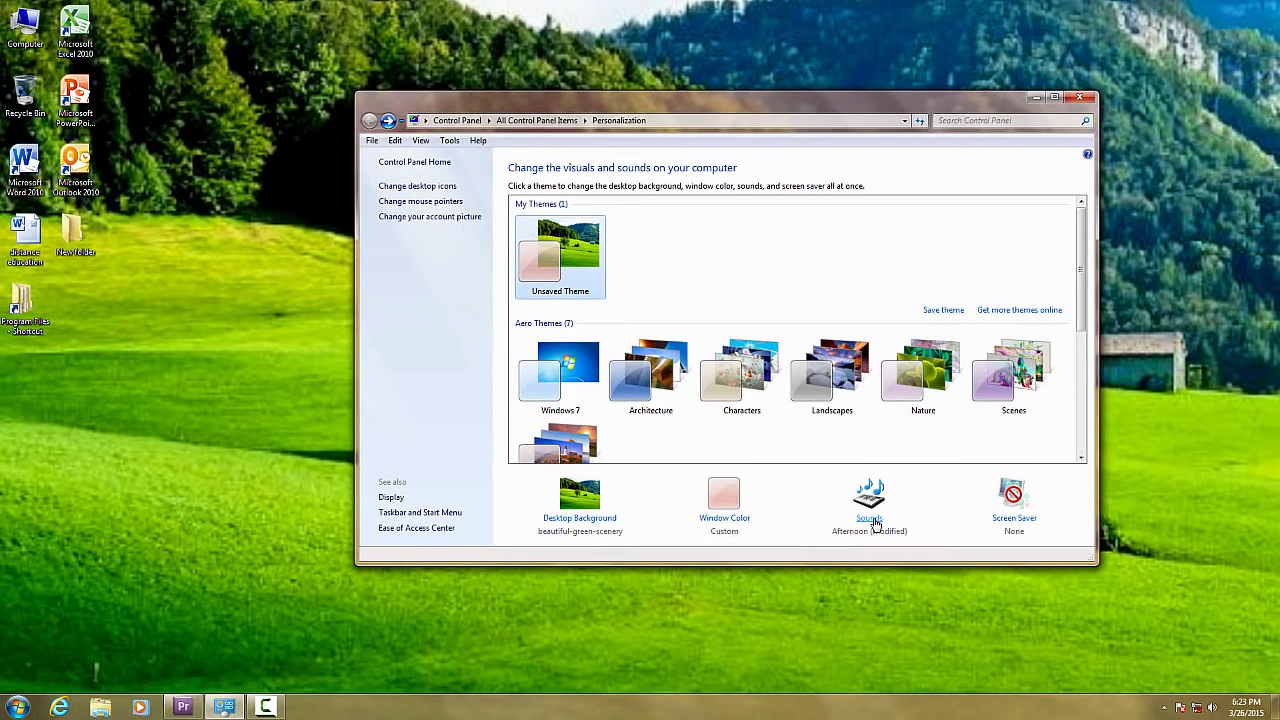 Computer
Microsoft
Excel 2010
Recycle Bin
Microsoft
PowerPoi...
Microsoft
Word 2010
Microsoft
Outlook 2010
distance
education
New folder
Program Files
- Shortcut
Control Panel
All Control Panel Items
Personalization
Search Control Panel
File Edit View Tools Help
Control Panel Home
Change desktop icons
Change mouse pointers
Change your account picture
See also
Display
Taskbar and Start Menu
Ease of Access Center
Change the visuals and sounds on your computer
Click a theme to change the desktop background, window color, sounds, and screen saver all at once.
My Themes (1)
Unsaved Theme
Save theme Get more themes online
Aero Themes (7)
Windows 7 Architecture Characters Landscapes Nature Scenes
Desktop Background
beautiful-green-scenery
Window Color
Custom
Sounds
Afternoon (Modified)
Screen Saver
None
Pr
C
6:23 PM
3/26/2015